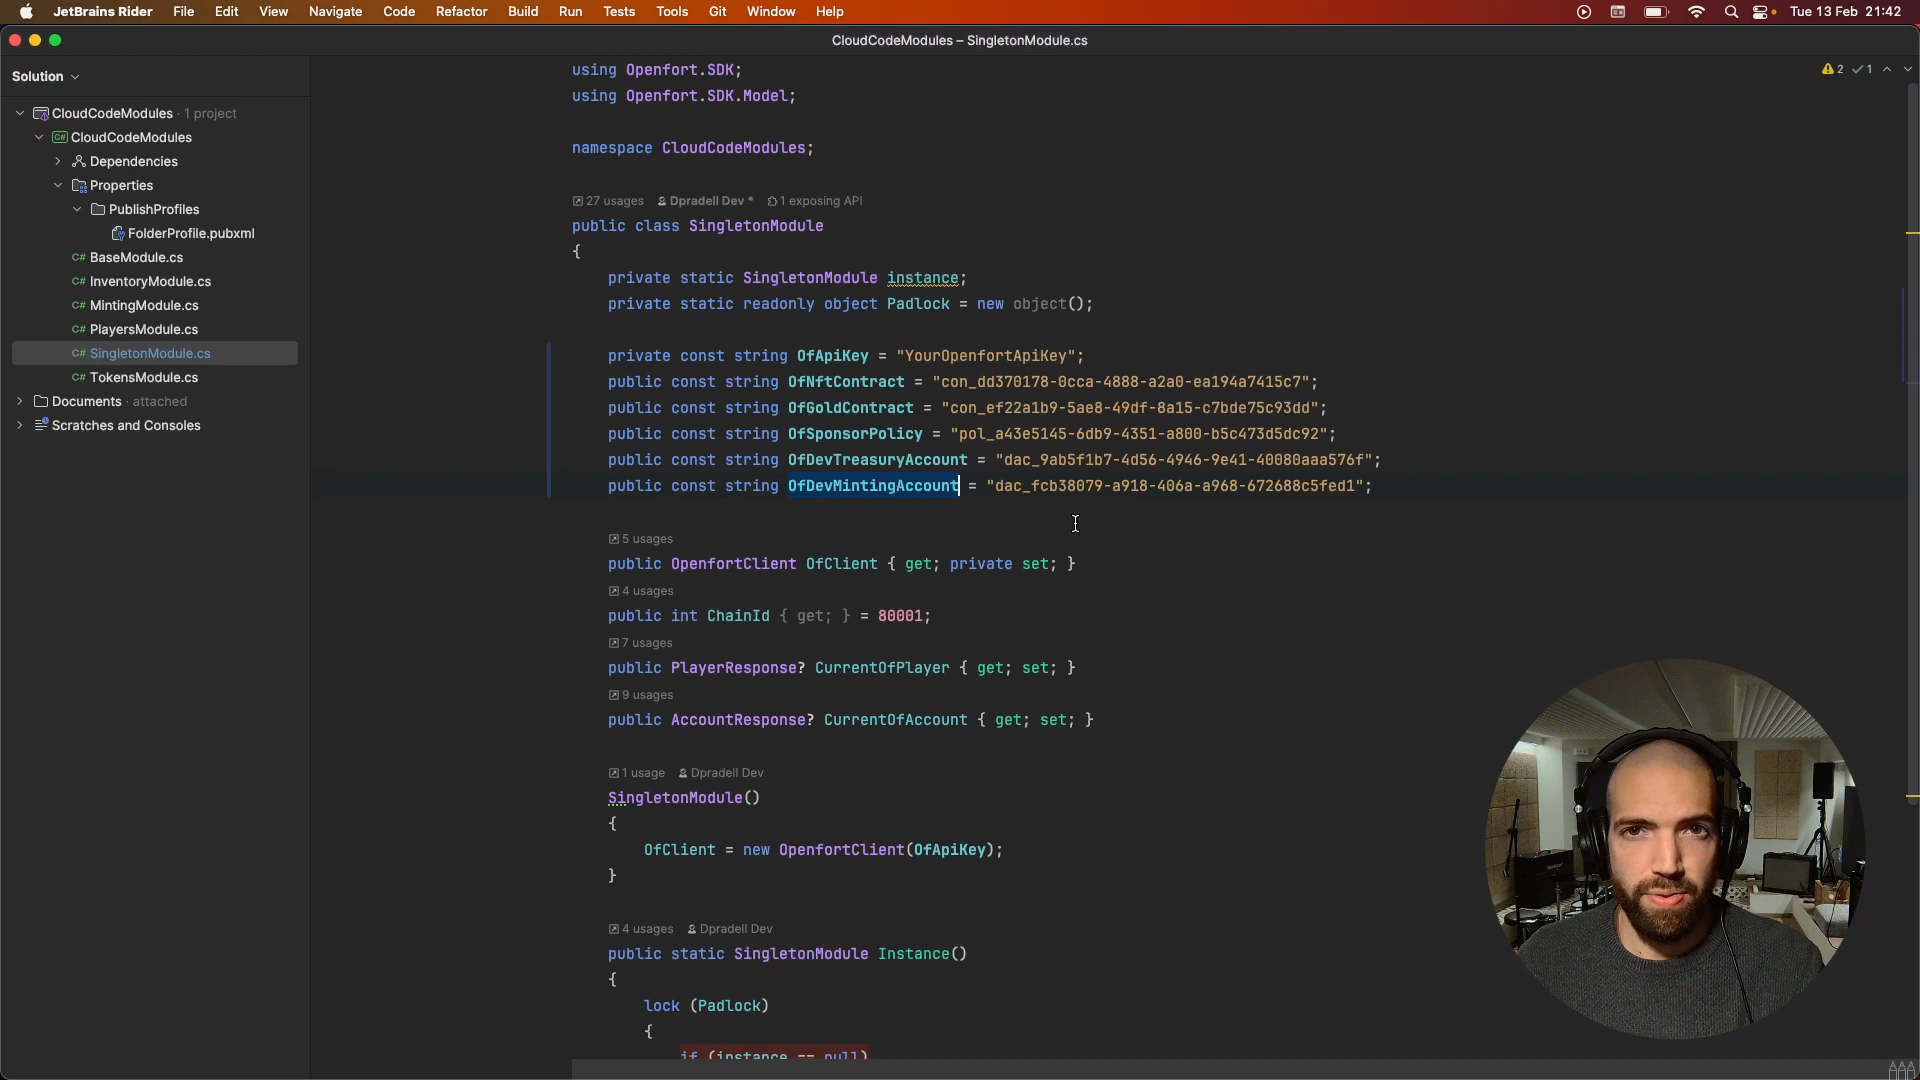 JetBrains Rider File Edit View Navigate Code Refactor Build Run Tests Tools Git Window Help Tue 13 Feb 21:42
CloudCodeModules – SingletonModule.cs
Solution
CloudCodeModules · 1 project
CloudCodeModules
Dependencies
Properties
PublishProfiles
FolderProfile.pubxml
C# BaseModule.cs
C# InventoryModule.cs
C# MintingModule.cs
C# PlayersModule.cs
C# SingletonModule.cs
C# TokensModule.cs
Documents · attached
Scratches and Consoles
2 1
using Openfort.SDK;
using Openfort.SDK.Model;
namespace CloudCodeModules;
27 usages Dpradell Dev * 1 exposing API
public class SingletonModule
{
private static SingletonModule instance;
private static readonly object Padlock = new object();
private const string OfApiKey = "YourOpenfortApiKey";
public const string OfNftContract = "con_dd370178-0cca-4888-a2a0-ea194a7415c7";
public const string OfGoldContract = "con_ef22a1b9-5ae8-49df-8a15-c7bde75c93dd";
public const string OfSponsorPolicy = "pol_a43e5145-6db9-4351-a800-b5c473d5dc92";
public const string OfDevTreasuryAccount = "dac_9ab5f1b7-4d56-4946-9e41-40080aaa576f";
public const string OfDevMintingAccount = "dac_fcb38079-a918-406a-a968-672688c5fed1";
5 usages
public OpenfortClient OfClient { get; private set; }
4 usages
public int ChainId { get; } = 80001;
7 usages
public PlayerResponse? CurrentOfPlayer { get; set; }
9 usages
public AccountResponse? CurrentOfAccount { get; set; }
1 usage Dpradell Dev
SingletonModule()
{
OfClient = new OpenfortClient(OfApiKey);
}
4 usages Dpradell Dev
public static SingletonModule Instance()
{
lock (Padlock)
{
if (instance == null)